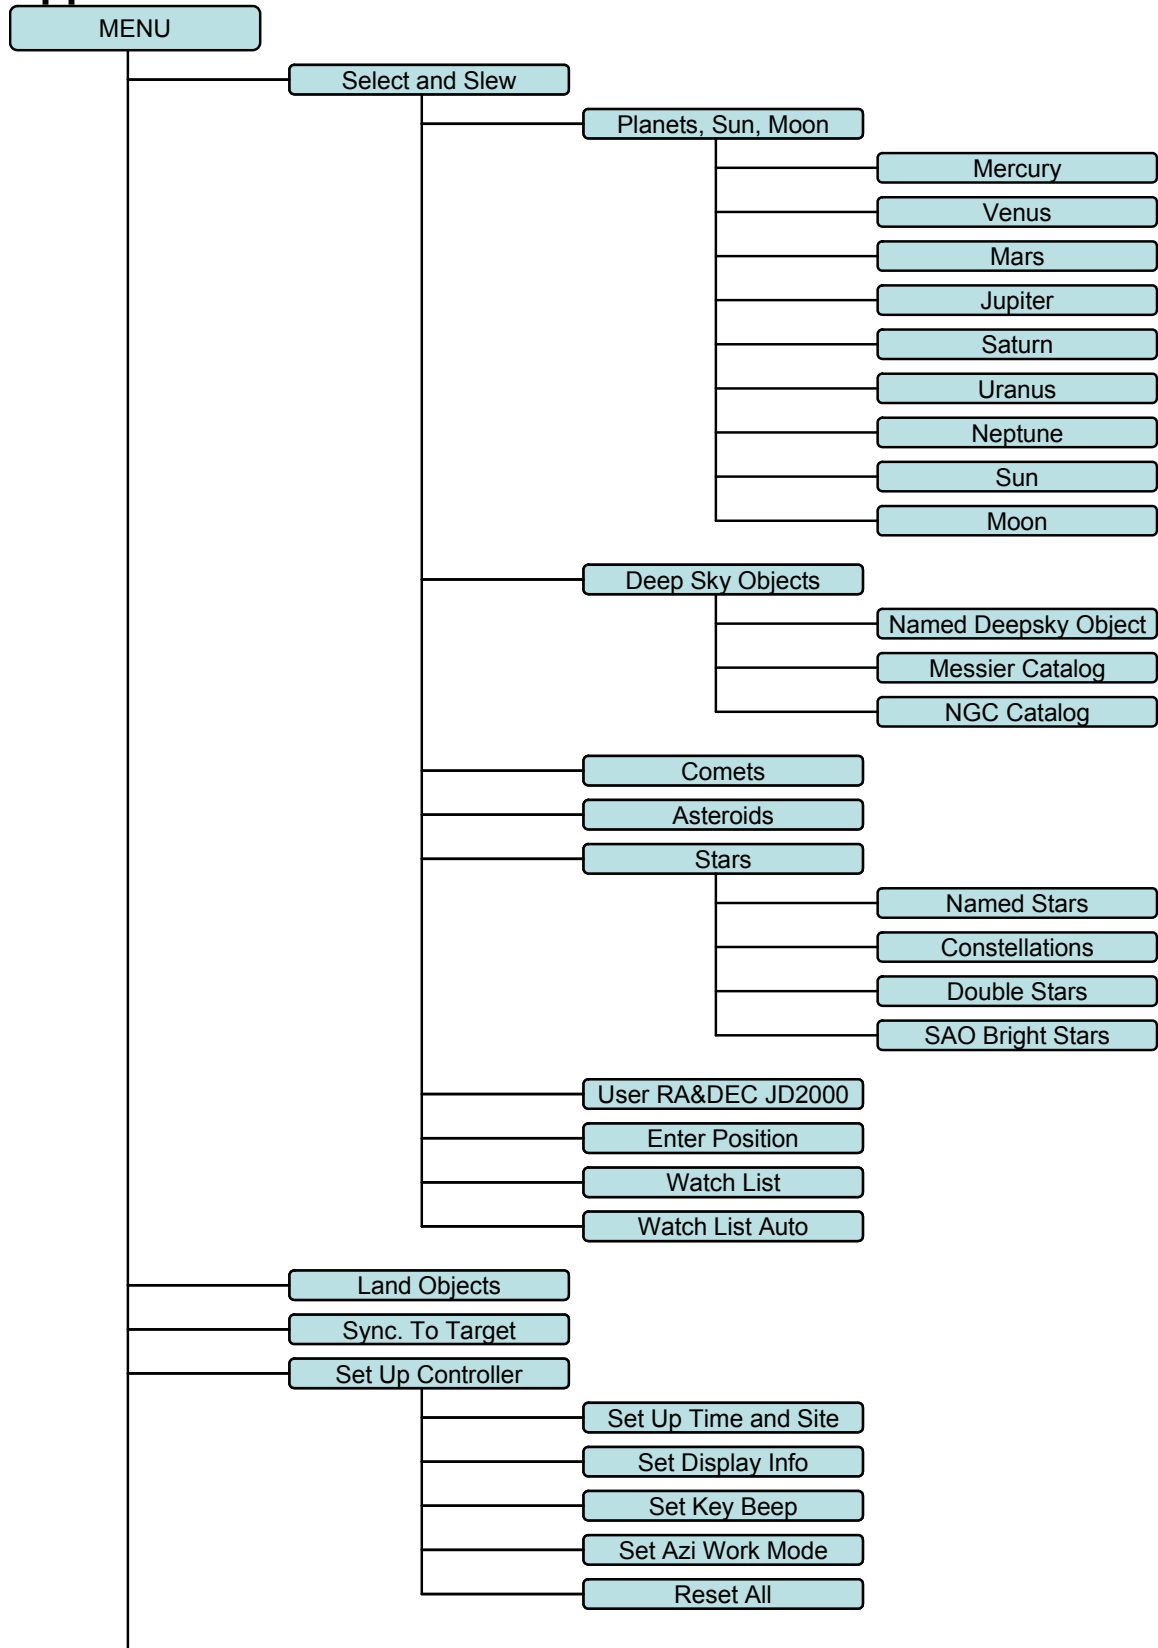 MENU
Select and Slew
Planets, Sun, Moon
Mercury
Venus
Mars
Jupiter
Saturn
Uranus
Neptune
Sun
Moon
Deep Sky Objects
Named Deepsky Object
Messier Catalog
NGC Catalog
Comets
Asteroids
Stars
Named Stars
Constellations
Double Stars
SAO Bright Stars
User RA&DEC JD2000
Enter Position
Watch List
Watch List Auto
Land Objects
Sync. To Target
Set Up Controller
Set Up Time and Site
Set Display Info
Set Key Beep
Set Azi Work Mode
Reset All